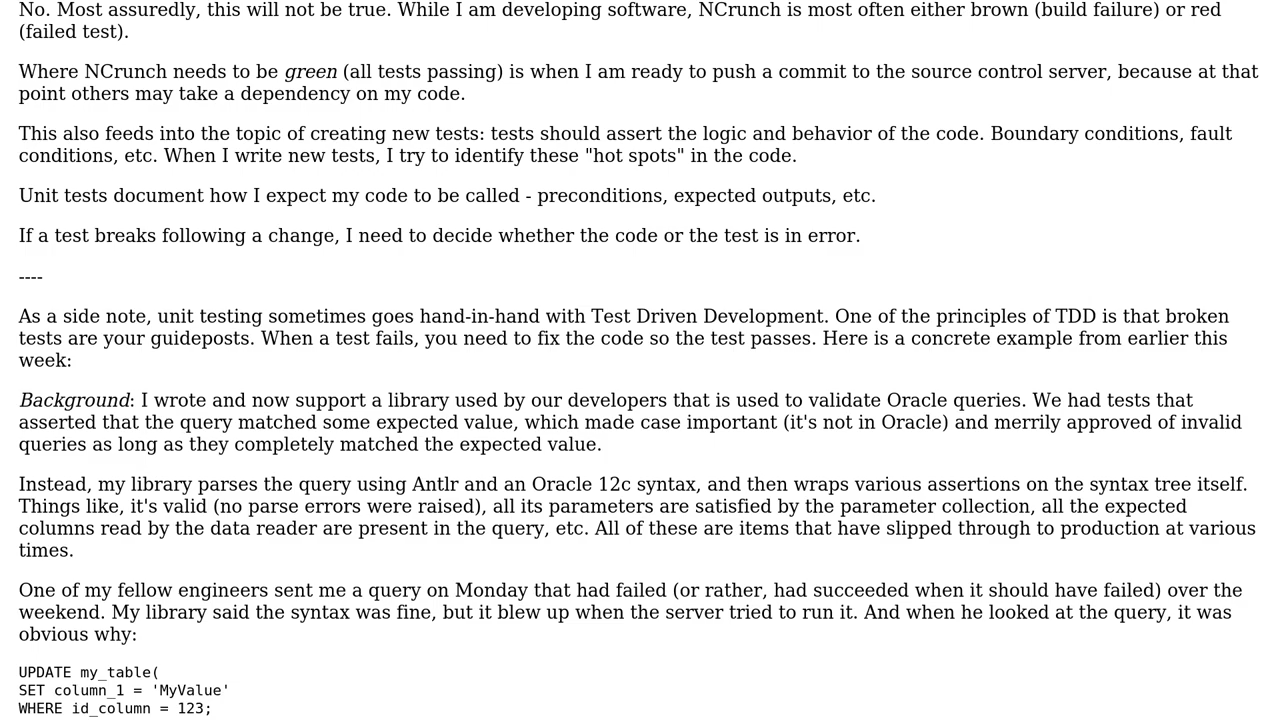 No. Most assuredly, this will not be true. While I am developing software, NCrunch is most often either brown (build failure) or red
(failed test).
Where NCrunch needs to be green (all tests passing) is when I am ready to push a commit to the source control server, because at that
point others may take a dependency on my code.
This also feeds into the topic of creating new tests: tests should assert the logic and behavior of the code. Boundary conditions, fault
conditions, etc. When I write new tests, I try to identify these "hot spots" in the code.
Unit tests document how I expect my code to be called - preconditions, expected outputs, etc.
If a test breaks following a change, I need to decide whether the code or the test is in error.
----
As a side note, unit testing sometimes goes hand-in-hand with Test Driven Development. One of the principles of TDD is that broken
tests are your guideposts. When a test fails, you need to fix the code so the test passes. Here is a concrete example from earlier this
week:
Background: I wrote and now support a library used by our developers that is used to validate Oracle queries. We had tests that
asserted that the query matched some expected value, which made case important (it's not in Oracle) and merrily approved of invalid
queries as long as they completely matched the expected value.
Instead, my library parses the query using Antlr and an Oracle 12c syntax, and then wraps various assertions on the syntax tree itself.
Things like, it's valid (no parse errors were raised), all its parameters are satisfied by the parameter collection, all the expected
columns read by the data reader are present in the query, etc. All of these are items that have slipped through to production at various
times.
One of my fellow engineers sent me a query on Monday that had failed (or rather, had succeeded when it should have failed) over the
weekend. My library said the syntax was fine, but it blew up when the server tried to run it. And when he looked at the query, it was
obvious why:
UPDATE my_table(
SET column_1 = 'MyValue'
WHERE id_column = 123;